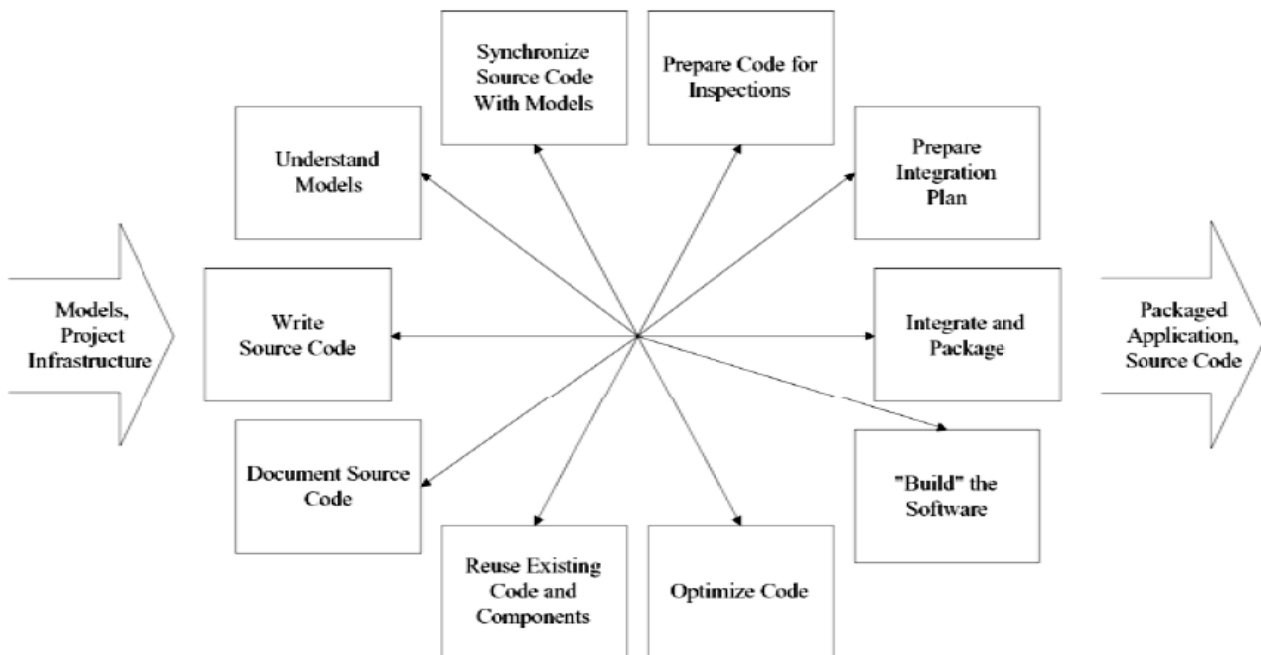 Synchronize
Source Code
With Models
Prepare Code for
Inspections
Understand
Models
Prepare
Integration
Plan
Models,
Project
Infrastructure
Write
Source Code
Integrate and
Package
Packaged
Application,
Source Code
Document Source
Code
"Build" the
Software
Reuse Existing
Code and
Components
Optimize Code